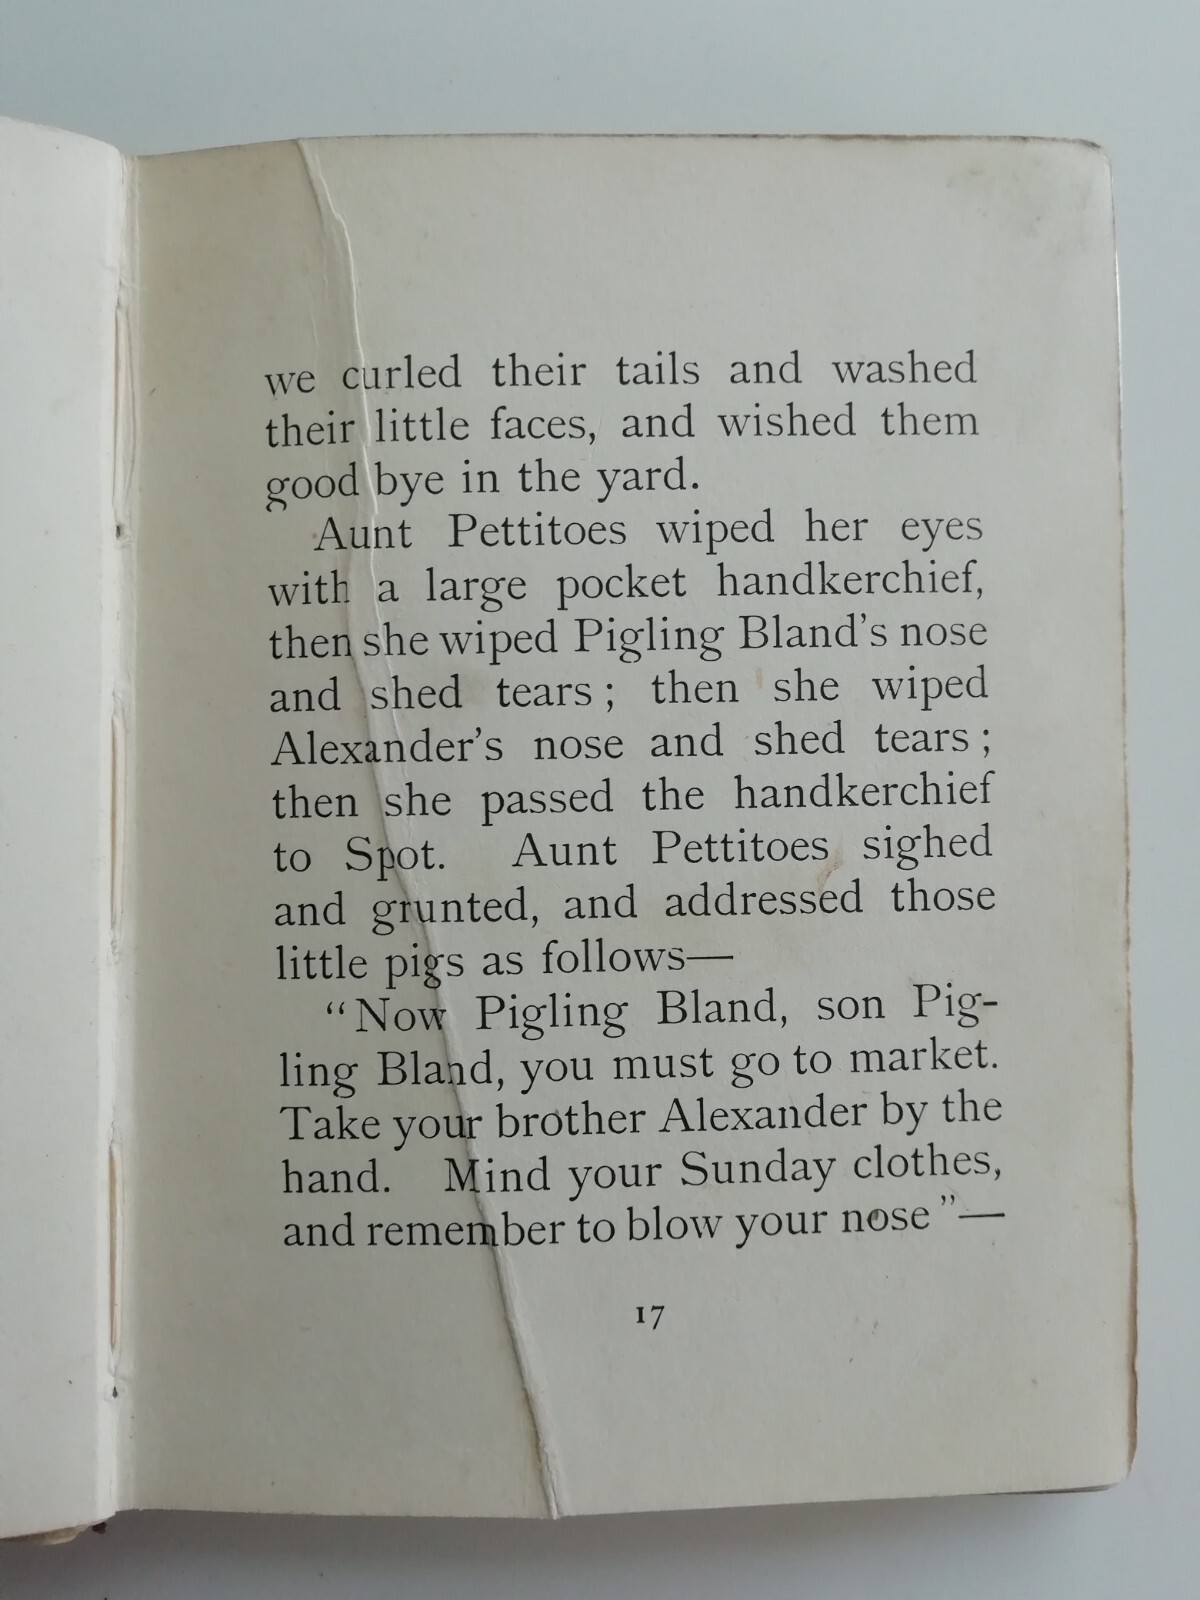 we curled their tails and washed
their little faces, and wished them
good bye in the yard.
Aunt Pettitoes wiped her eyes
with a large pocket handkerchief,
then she wiped Pigling Bland's nose
and shed tears; then she wiped
Alexander's nose and shed tears;
then she passed the handkerchief
to Spot. Aunt Pettitoes sighed
and grunted, and addressed those
little pigs as follows—
"Now Pigling Bland, son Pig-
ling Bland, you must go to market.
Take your brother Alexander by the
hand. Mind your Sunday clothes,
and remember to blow your nose"—
17